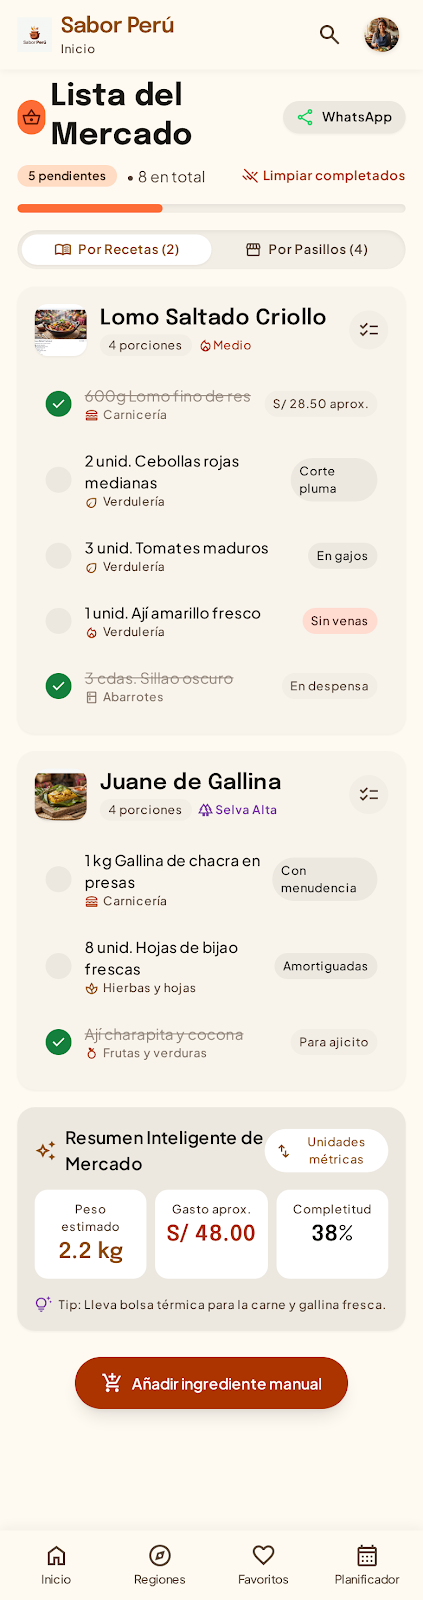 Sabor Perú
Inicio
Lista del
Mercado
WhatsApp
5 pendientes
• 8 en total
Limpiar completados
Por Recetas (2)
Por Pasillos (4)
Lomo Saltado Criollo
4 porciones
Medio
600g Lomo fino de res
Carnicería
S/ 28.50 aprox.
2 unid. Cebollas rojas
medianas
Verdulería
Corte
pluma
3 unid. Tomates maduros
Verdulería
En gajos
1 unid. Ají amarillo fresco
Verdulería
Sin venas
3 cdas. Sillao oscuro
Abarrotes
En despensa
Juane de Gallina
4 porciones
Selva Alta
1 kg Gallina de chacra en
presas
Carnicería
Con
menudencia
8 unid. Hojas de bijao
frescas
Hierbas y hojas
Amortiguadas
Ají charapita y cocona
Frutas y verduras
Para ajicito
Resumen Inteligente de
Mercado
Unidades
métricas
Peso
estimado
2.2 kg
Gasto aprox.
S/ 48.00
Completitud
38%
Tip: Lleva bolsa térmica para la carne y gallina fresca.
Añadir ingrediente manual
Inicio
Regiones
Favoritos
Planificador